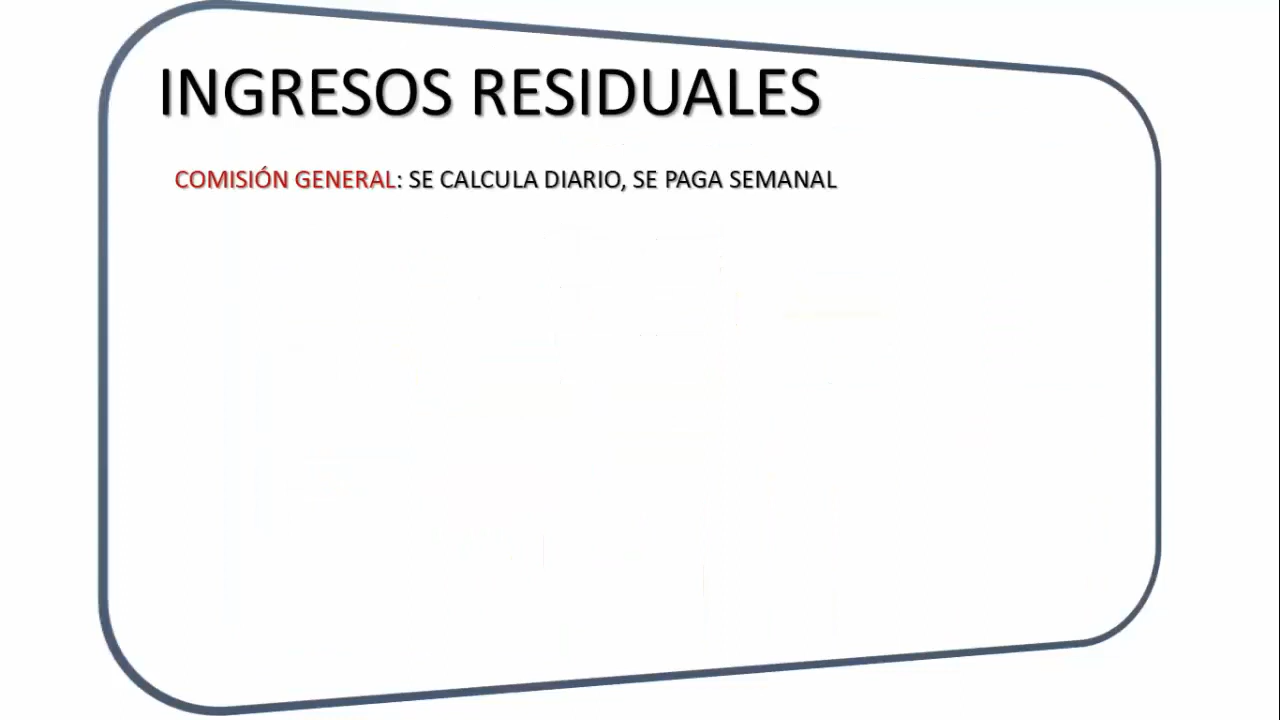 INGRESOS RESIDUALES
COMISIÓN GENERAL: SE CALCULA DIARIO, SE PAGA SEMANAL